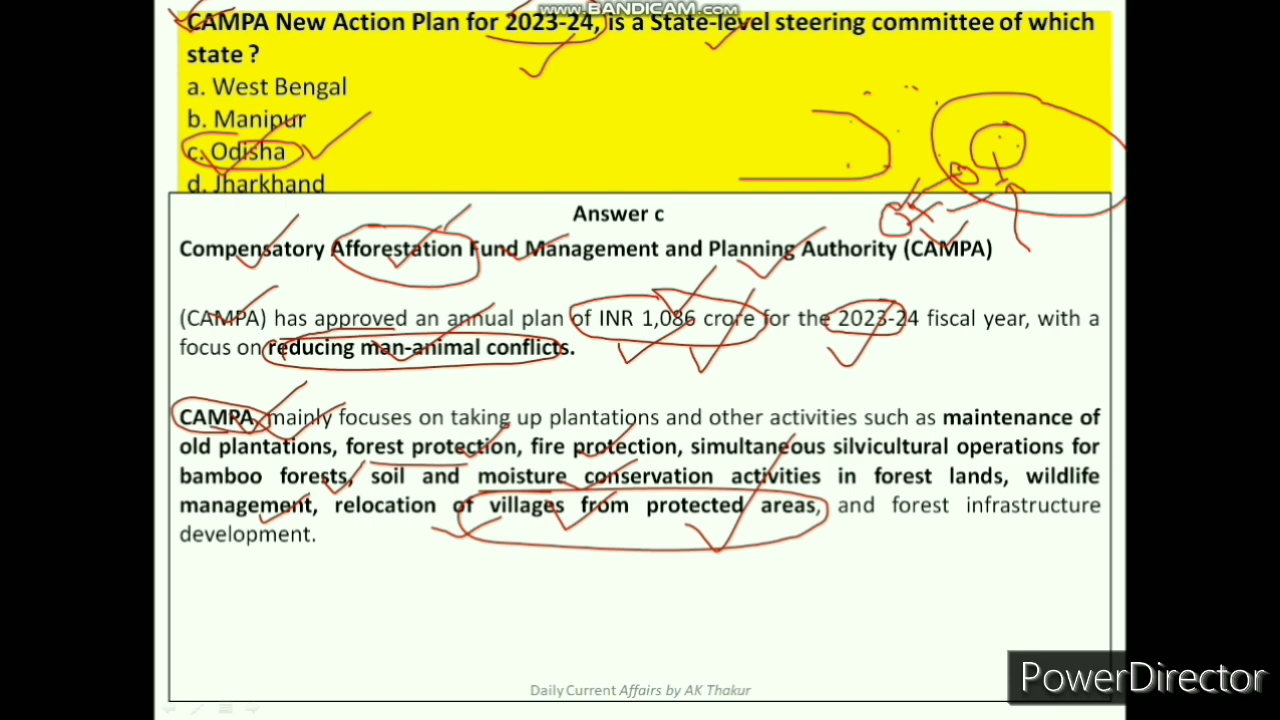 www.BANDICAM.com
CAMPA New Action Plan for 2023-24, is a State-level steering committee of which
state ?
a. West Bengal
b. Manipur
c. Odisha
d. Jharkhand
Answer c
Compensatory Afforestation Fund Management and Planning Authority (CAMPA)
(CAMPA) has approved an annual plan of INR 1,086 crore for the 2023-24 fiscal year, with a
focus on reducing man-animal conflicts.
CAMPA mainly focuses on taking up plantations and other activities such as maintenance of
old plantations, forest protection, fire protection, simultaneous silvicultural operations for
bamboo forests, soil and moisture conservation activities in forest lands, wildlife
management, relocation of villages from protected areas, and forest infrastructure
development.
Daily Current Affairs by AK Thakur
PowerDirector